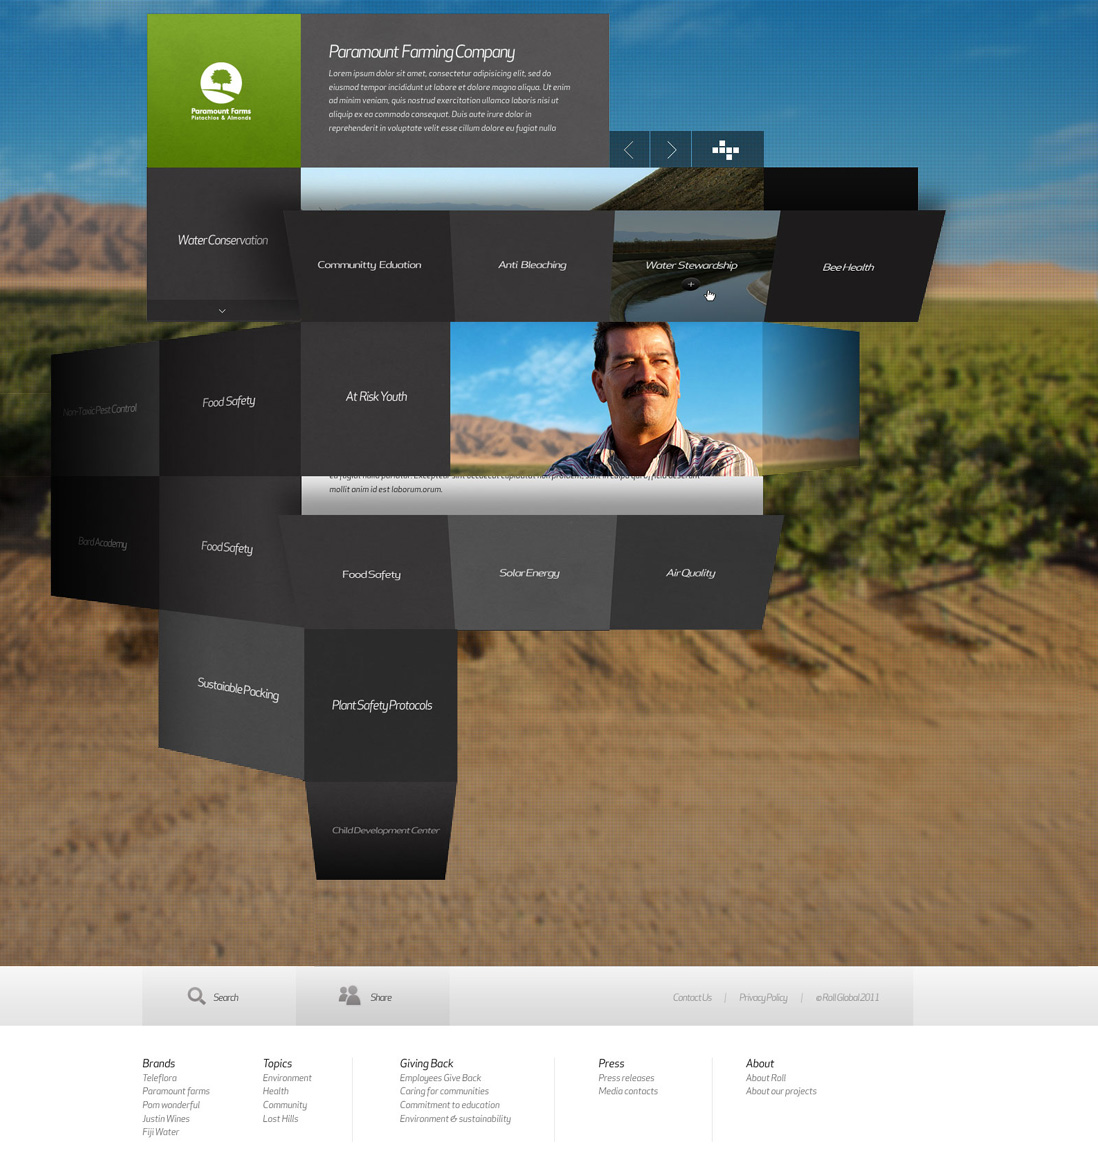 Paramount Farms
Pistachios & Almonds
Paramount Farming Company
Lorem ipsum dolor sit amet, consectetur adipisicing elit, sed do
eiusmod tempor incididunt ut labore et dolore magna aliqua. Ut enim
ad minim veniam, quis nostrud exercitation ullamco laboris nisi ut
aliquip ex ea commodo consequat. Duis aute irure dolor in
reprehenderit in voluptate velit esse cillum dolore eu fugiat nulla
Water Conservation
Communitty Eduation
Anti Bleaching
Water Stewardship
Bee Health
Non-Toxic Pest Control
Food Safety
At Risk Youth
mollit anim id est laborum.orum.
Bard Academy
Food Safety
Food Safety
Solar Energy
Air Quality
Sustaiable Packing
Plant Safety Protocols
Child Development Center
Search
Share
Contact Us | Privacy Policy | © Roll Global 2011
Brands
Teleflora
Paramount farms
Pom wonderful
Justin Wines
Fiji Water
Topics
Environment
Health
Community
Lost Hills
Giving Back
Employees Give Back
Caring for communities
Commitment to education
Environment & sustainability
Press
Press releases
Media contacts
About
About Roll
About our projects